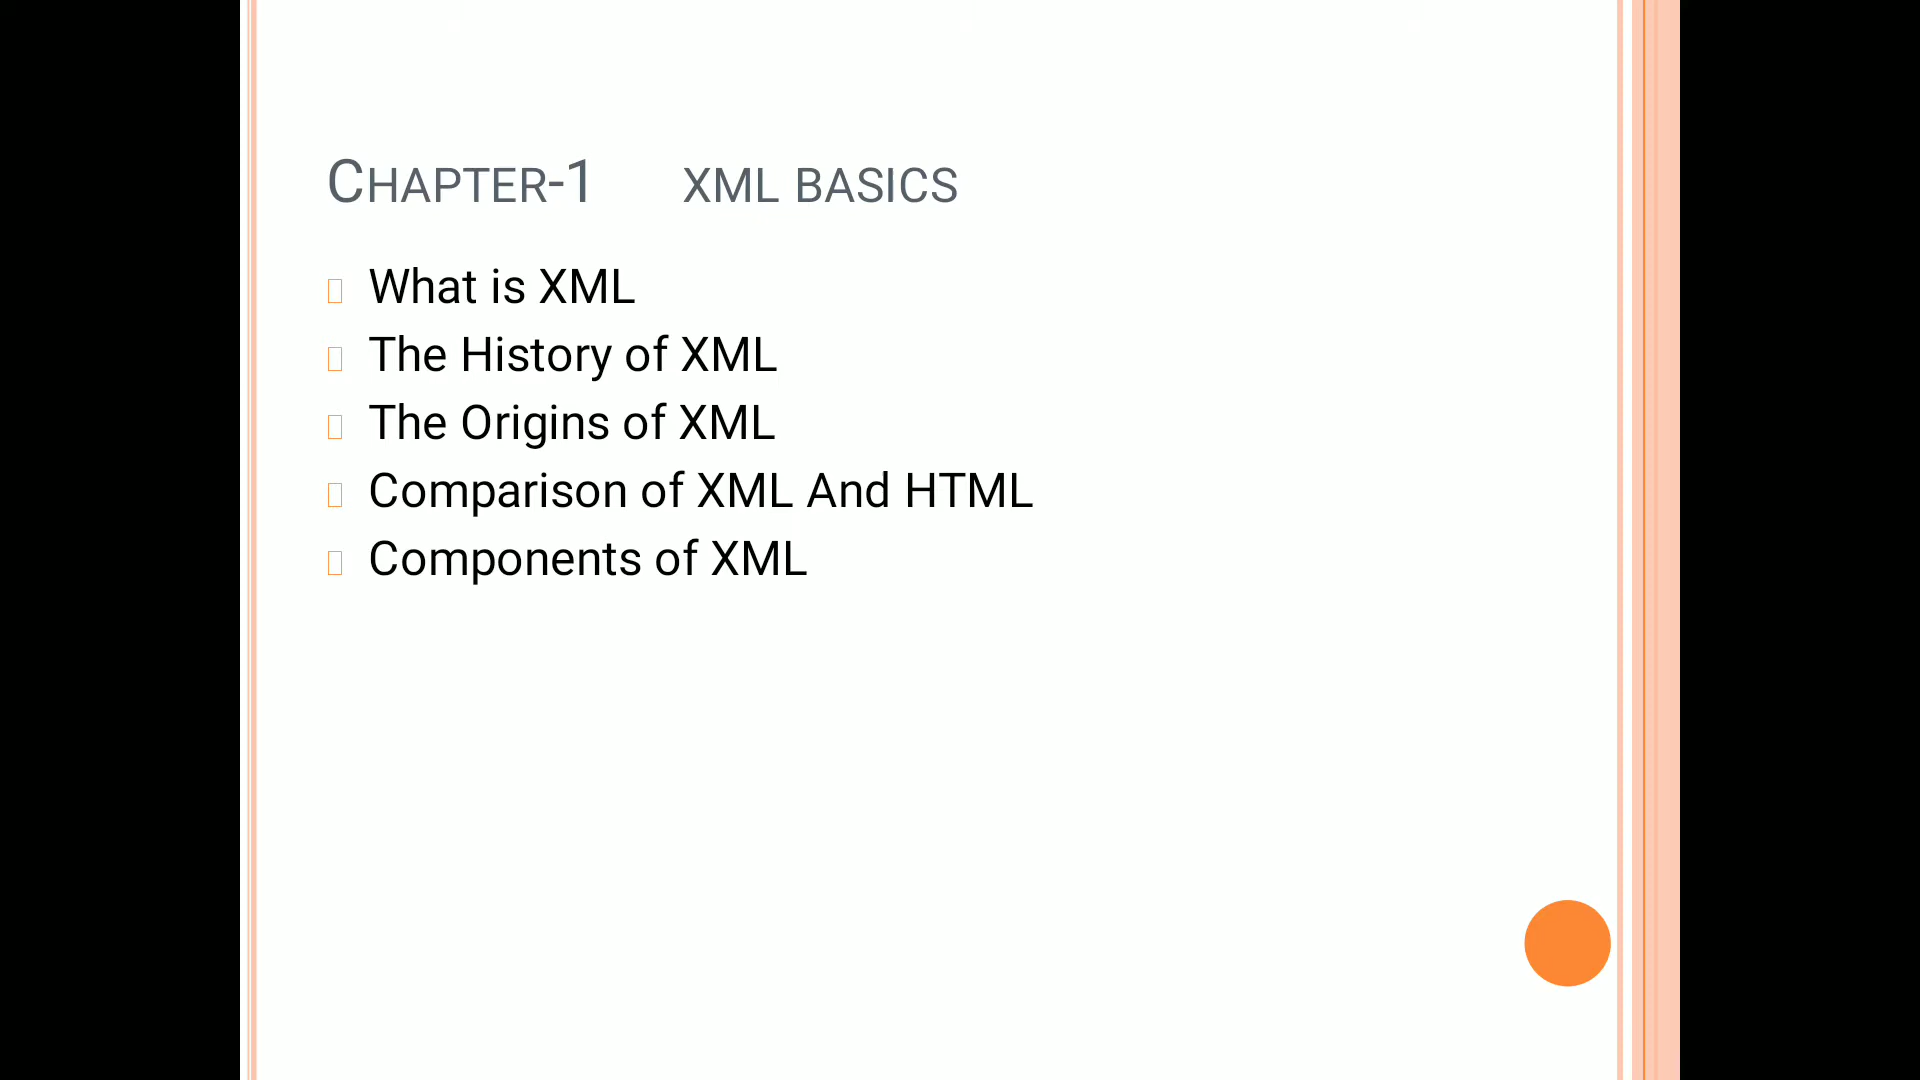 CHAPTER-1 XML BASICS
What is XML
The History of XML
The Origins of XML
Comparison of XML And HTML
Components of XML